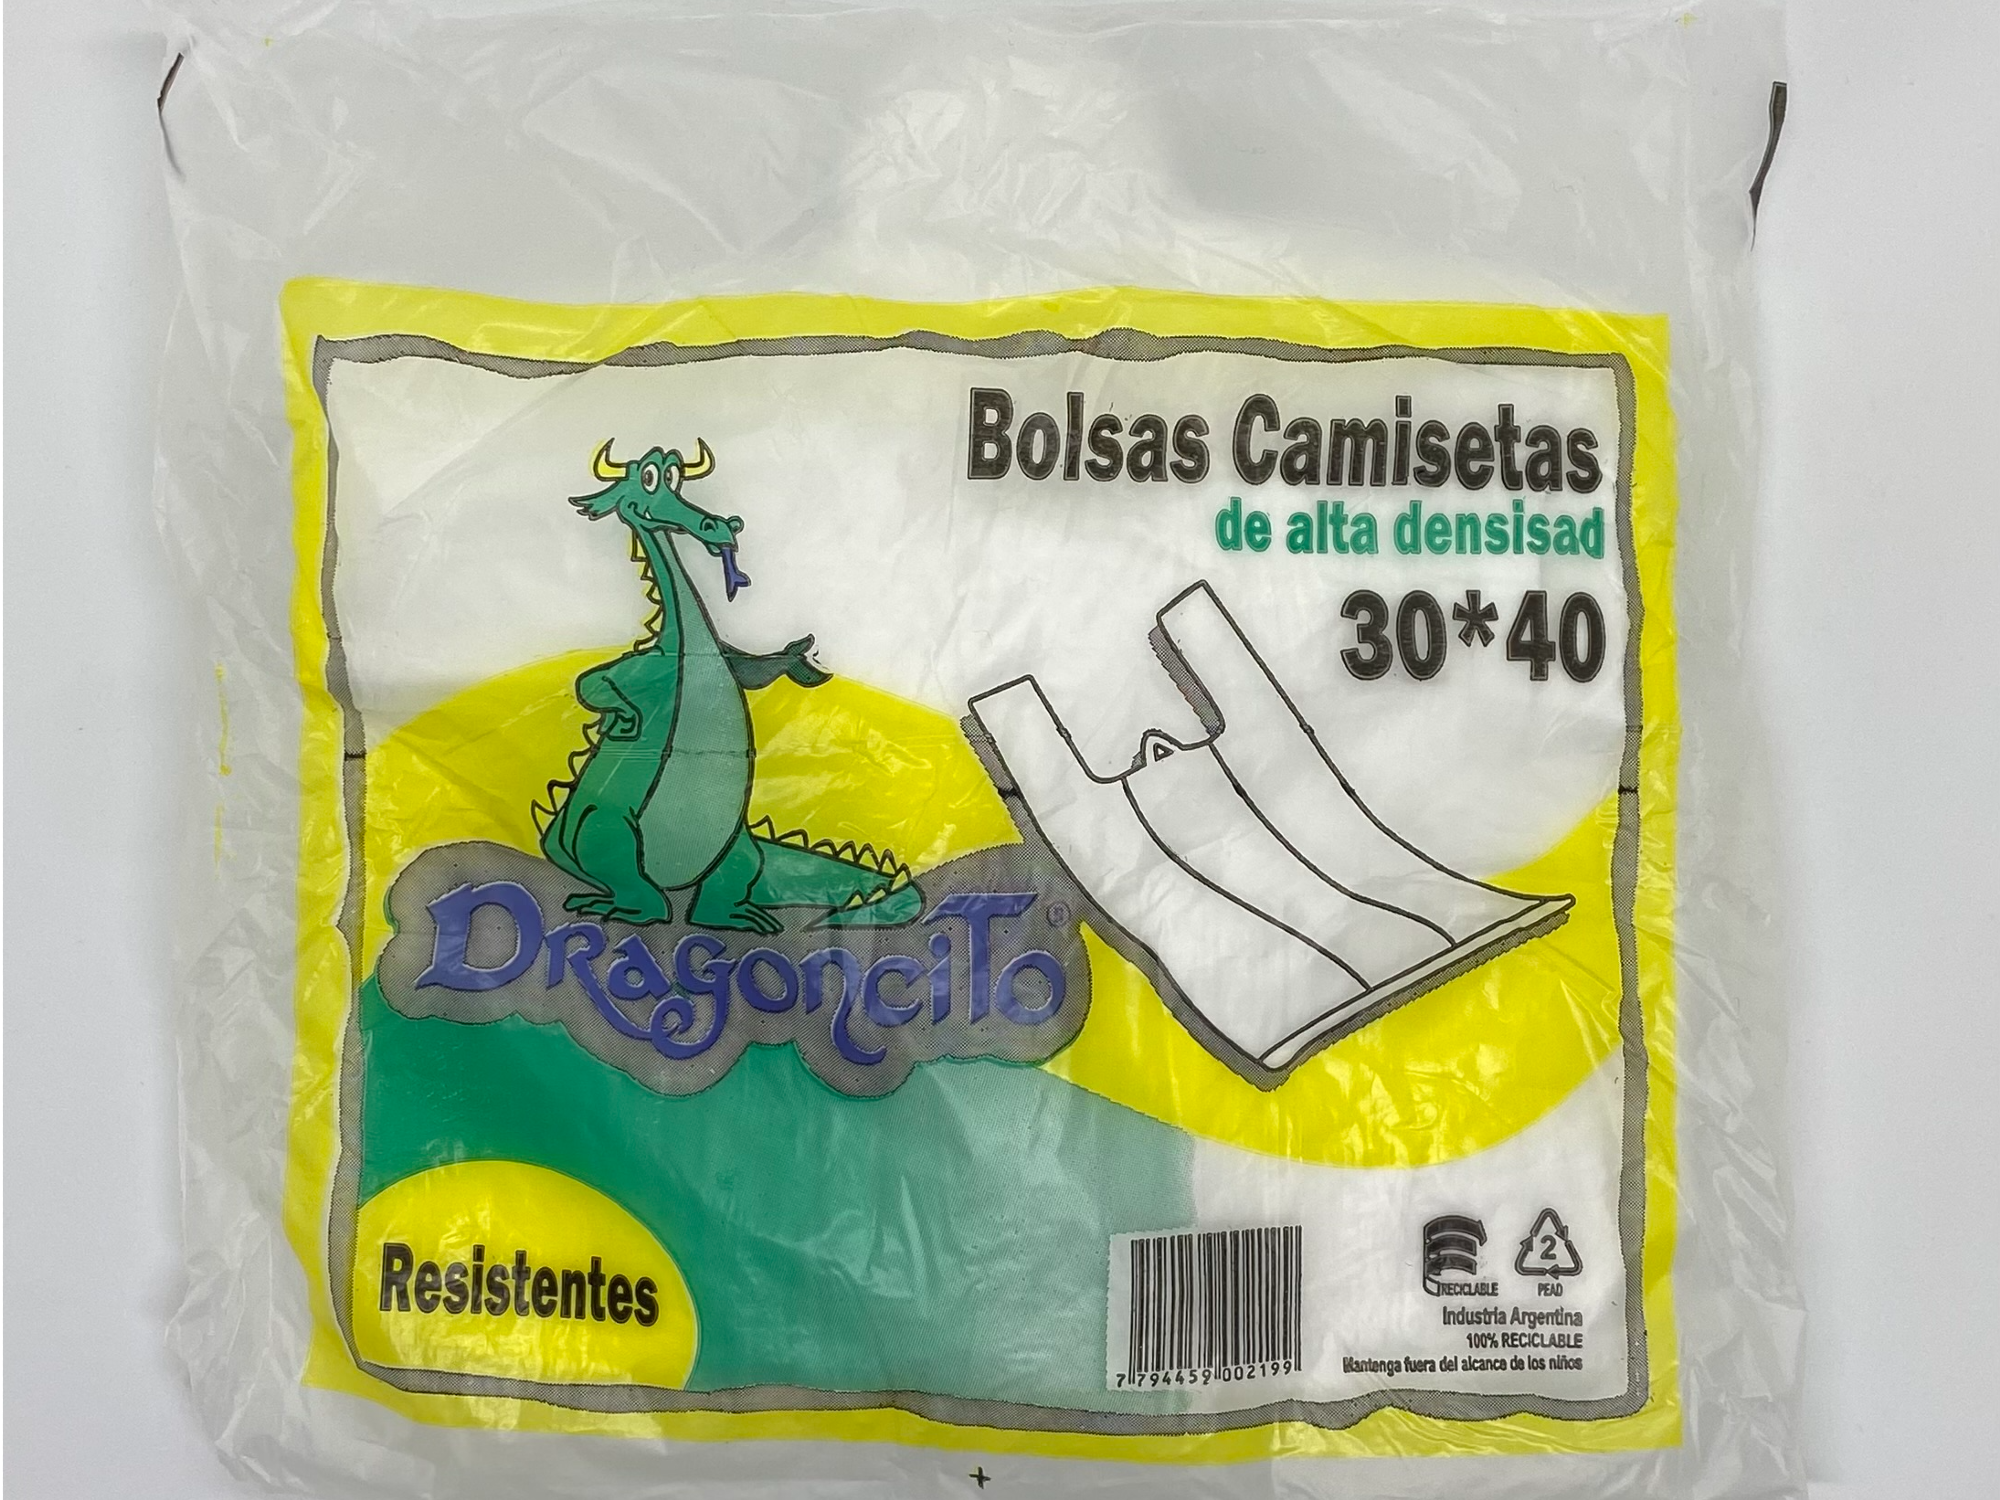 Bolsas Camisetas
de alta densisad
30*40
Dragoncito®
Resistentes
7 794459 002199
RECICLABLE
2
PEAD
Industria Argentina
100% RECICLABLE
Mantenga fuera del alcance de los niños